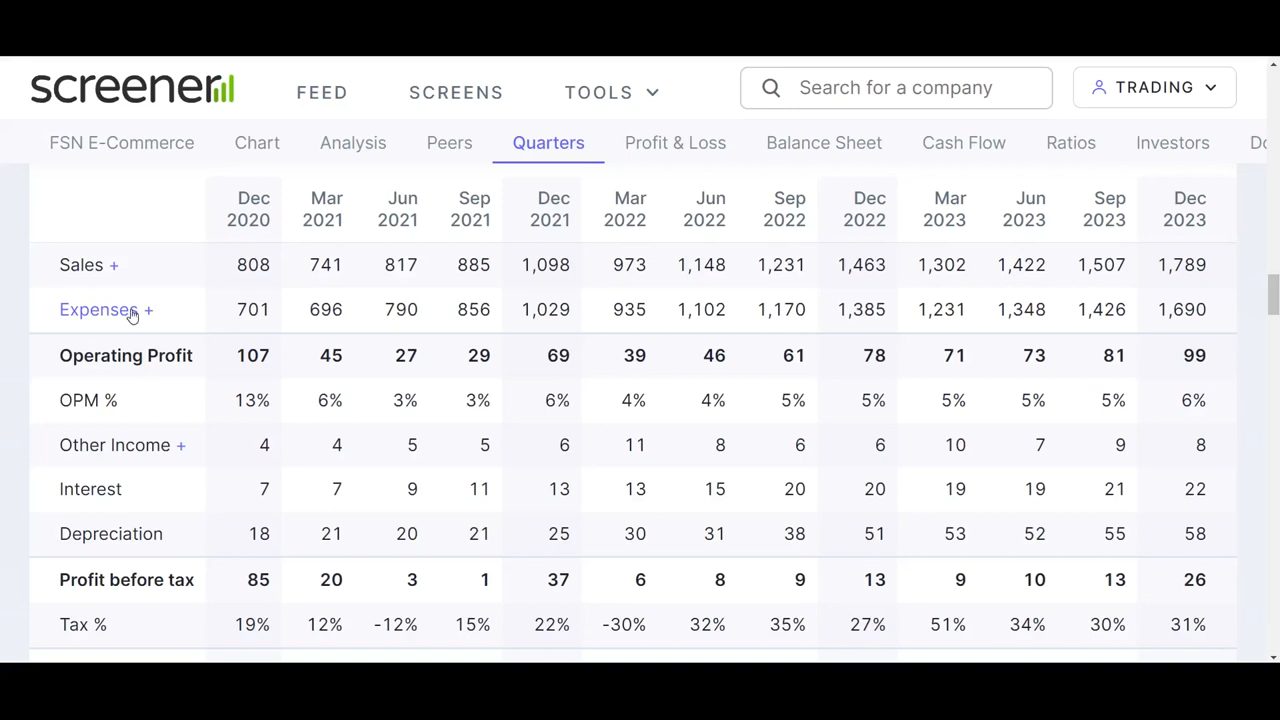 screener
FEED SCREENS TOOLS
Search for a company
TRADING
FSN E-Commerce Chart Analysis Peers Quarters Profit & Loss Balance Sheet Cash Flow Ratios Investors Do
Dec 2020 Mar 2021 Jun 2021 Sep 2021 Dec 2021 Mar 2022 Jun 2022 Sep 2022 Dec 2022 Mar 2023 Jun 2023 Sep 2023 Dec 2023
Sales + 808 741 817 885 1,098 973 1,148 1,231 1,463 1,302 1,422 1,507 1,789
Expenses + 701 696 790 856 1,029 935 1,102 1,170 1,385 1,231 1,348 1,426 1,690
Operating Profit 107 45 27 29 69 39 46 61 78 71 73 81 99
OPM % 13% 6% 3% 3% 6% 4% 4% 5% 5% 5% 5% 5% 6%
Other Income + 4 4 5 5 6 11 8 6 6 10 7 9 8
Interest 7 7 9 11 13 13 15 20 20 19 19 21 22
Depreciation 18 21 20 21 25 30 31 38 51 53 52 55 58
Profit before tax 85 20 3 1 37 6 8 9 13 9 10 13 26
Tax % 19% 12% -12% 15% 22% -30% 32% 35% 27% 51% 34% 30% 31%